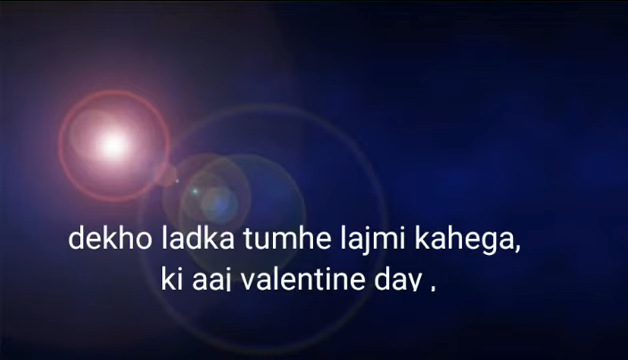 dekho ladka tumhe lajmi kahega,
ki aaj valentine day ,